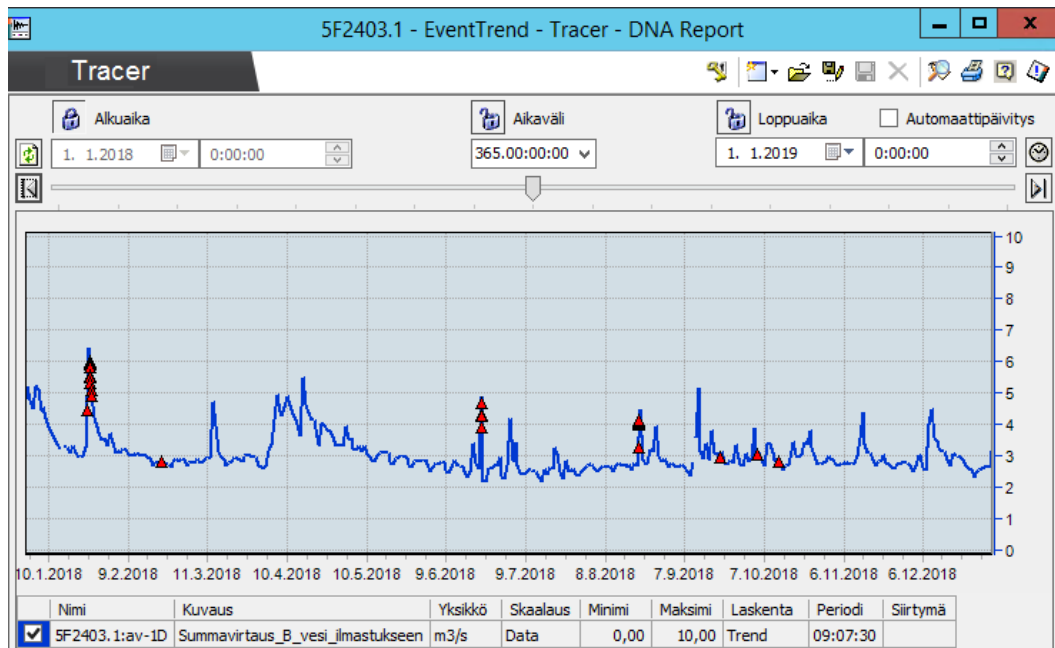 5F2403.1 - EventTrend - Tracer - DNA Report
Tracer
Alkuaika Aikaväli Loppuaika Automaattipäivitys
1. 1.2018 0:00:00 365.00:00:00 1. 1.2019 0:00:00
10
9
8
7
6
5
4
3
2
1
0
10.1.2018 9.2.2018 11.3.2018 10.4.2018 10.5.2018 9.6.2018 9.7.2018 8.8.2018 7.9.2018 7.10.2018 6.11.2018 6.12.2018
Nimi Kuvaus Yksikkö Skaalaus Minimi Maksimi Laskenta Periodi Siirtymä
5F2403.1:av-1D Summavirtaus_B_vesi_ilmastukseen m3/s Data 0,00 10,00 Trend 09:07:30